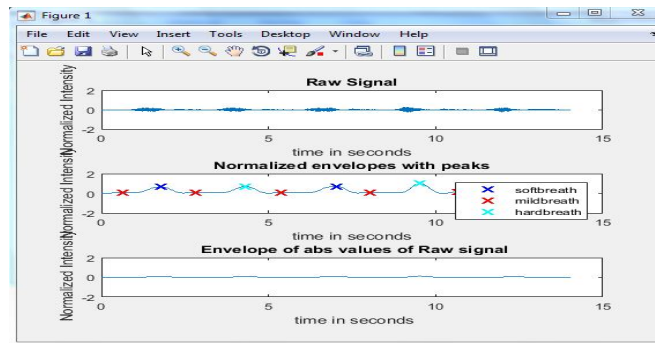 Figure 1
File Edit View Insert Tools Desktop Window Help
Raw Signal
Normalized Intensity
2
0
-2
0 5 10 15
time in seconds
Normalized envelopes with peaks
Normalized Intensity
2
0
-2
softbreath
mildbreath
hardbreath
0 5 10 15
time in seconds
Envelope of abs values of Raw signal
Normalized Intensity
2
0
-2
0 5 10 15
time in seconds